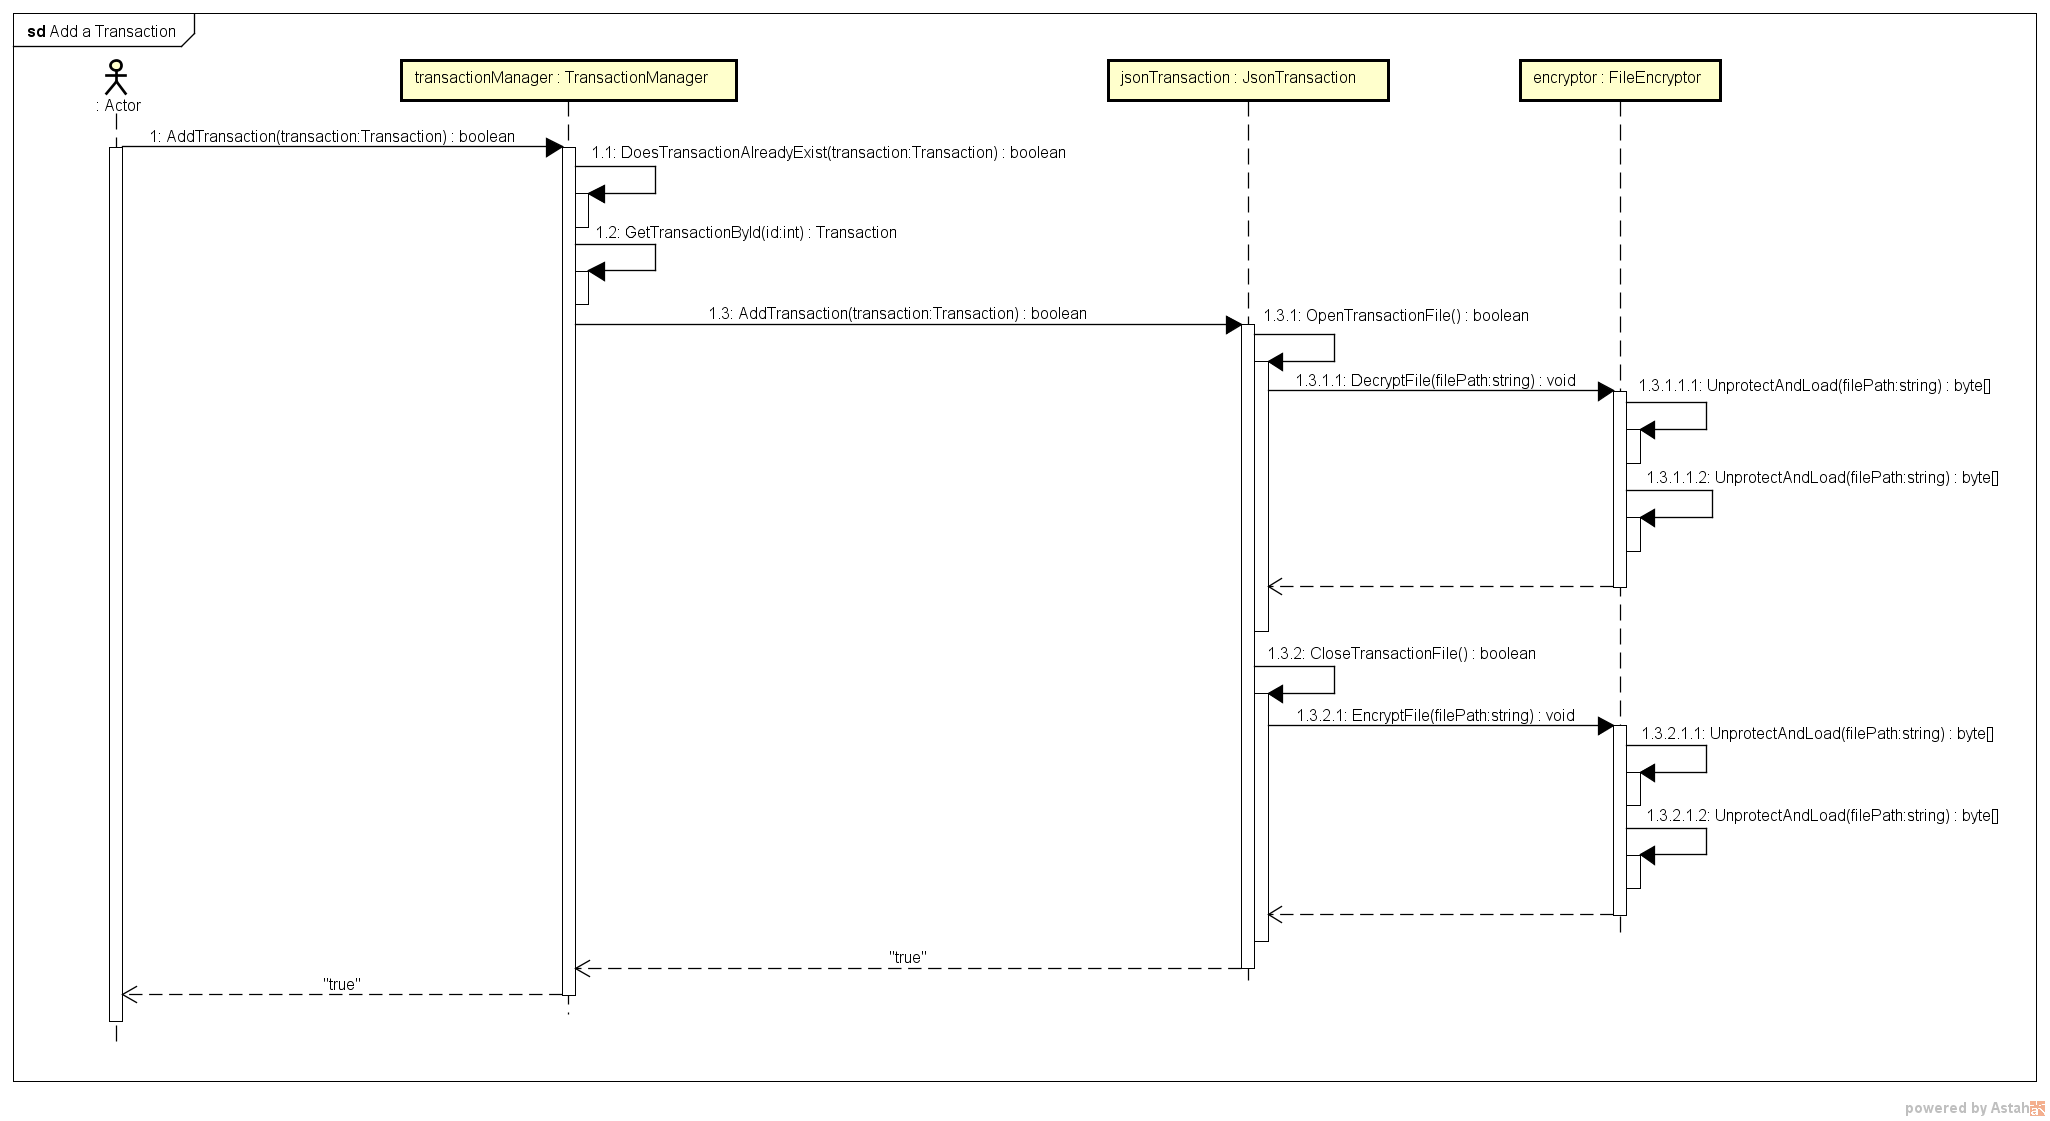 sd Add a Transaction
: Actor
transactionManager : TransactionManager
jsonTransaction : JsonTransaction
encryptor : FileEncryptor
1: AddTransaction(transaction:Transaction) : boolean
1.1: DoesTransactionAlreadyExist(transaction:Transaction) : boolean
1.2: GetTransactionById(id:int) : Transaction
1.3: AddTransaction(transaction:Transaction) : boolean
1.3.1: OpenTransactionFile() : boolean
1.3.1.1: DecryptFile(filePath:string) : void
1.3.1.1.1: UnprotectAndLoad(filePath:string) : byte[]
1.3.1.1.2: UnprotectAndLoad(filePath:string) : byte[]
1.3.2: CloseTransactionFile() : boolean
1.3.2.1: EncryptFile(filePath:string) : void
1.3.2.1.1: UnprotectAndLoad(filePath:string) : byte[]
1.3.2.1.2: UnprotectAndLoad(filePath:string) : byte[]
"true"
"true"
powered by Astah